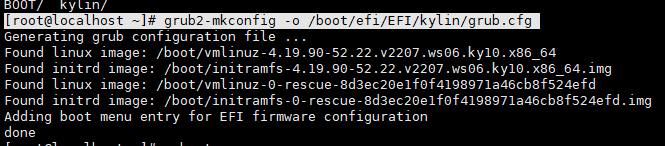 BOOT/  kylin/
[root@localhost ~]# grub2-mkconfig -o /boot/efi/EFI/kylin/grub.cfg
Generating grub configuration file ...
Found linux image: /boot/vmlinuz-4.19.90-52.22.v2207.ws06.ky10.x86_64
Found initrd image: /boot/initramfs-4.19.90-52.22.v2207.ws06.ky10.x86_64.img
Found linux image: /boot/vmlinuz-0-rescue-8d3ec20e1f0f4198971a46cb8f524efd
Found initrd image: /boot/initramfs-0-rescue-8d3ec20e1f0f4198971a46cb8f524efd.img
Adding boot menu entry for EFI firmware configuration
done